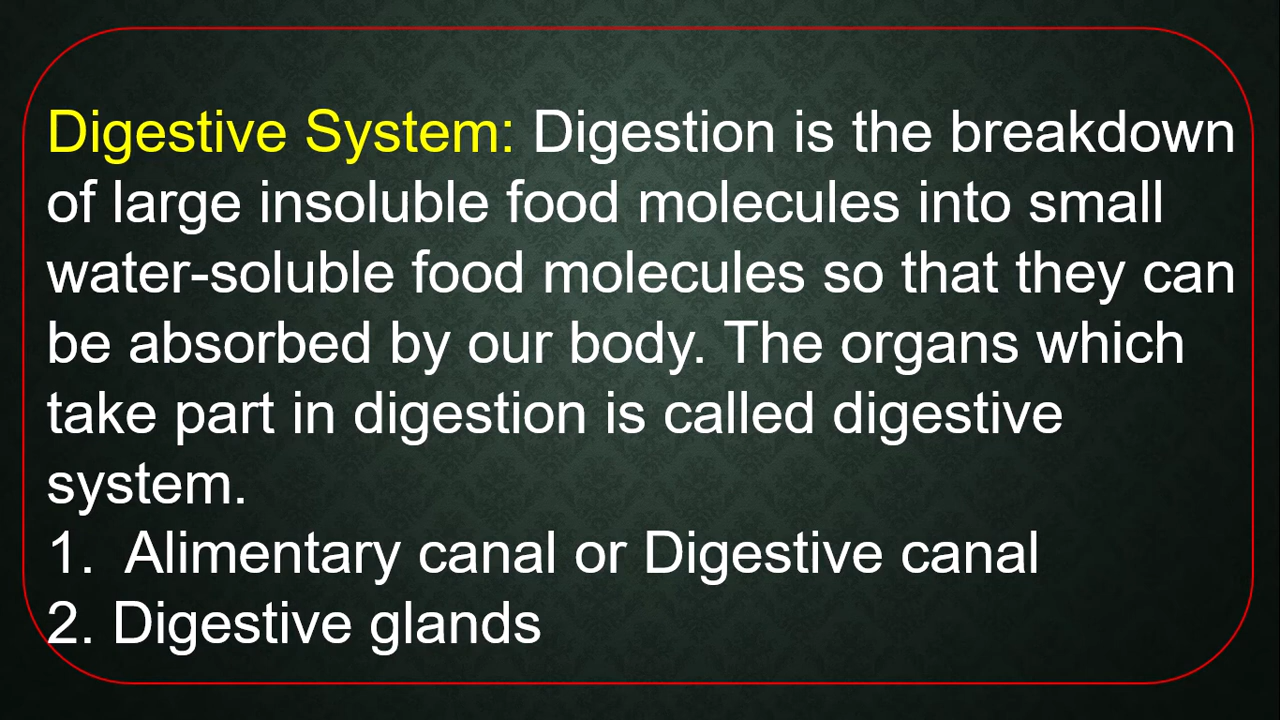 Digestive System: Digestion is the breakdown
of large insoluble food molecules into small
water-soluble food molecules so that they can
be absorbed by our body. The organs which
take part in digestion is called digestive
system.
1. Alimentary canal or Digestive canal
2. Digestive glands